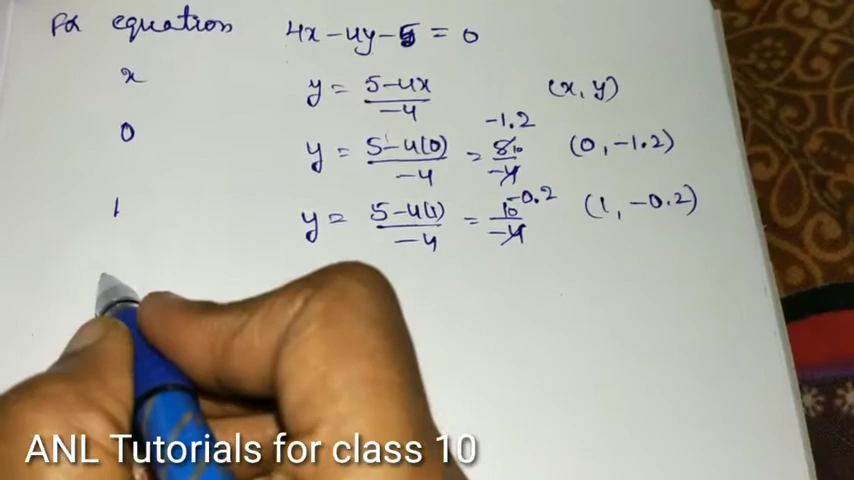 For equation 4x-4y-5 = 0
x y = 5-4x/-4 (x, y)
0 y = 5-4(0)/-4 = 5/-4 -1.2 (0, -1.2)
1 y = 5-4(1)/-4 = 1/-4 -0.2 (1, -0.2)
ANL Tutorials for class 10